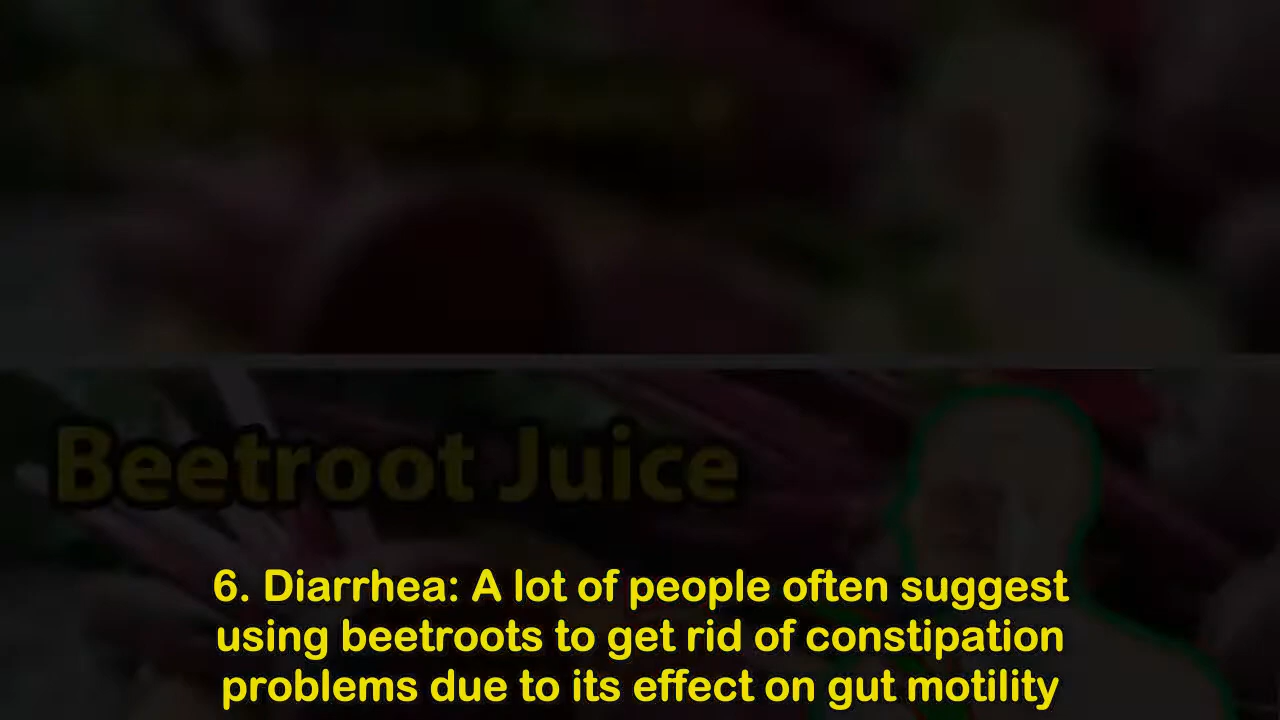 Beetroot Juice
6. Diarrhea: A lot of people often suggest
using beetroots to get rid of constipation
problems due to its effect on gut motility